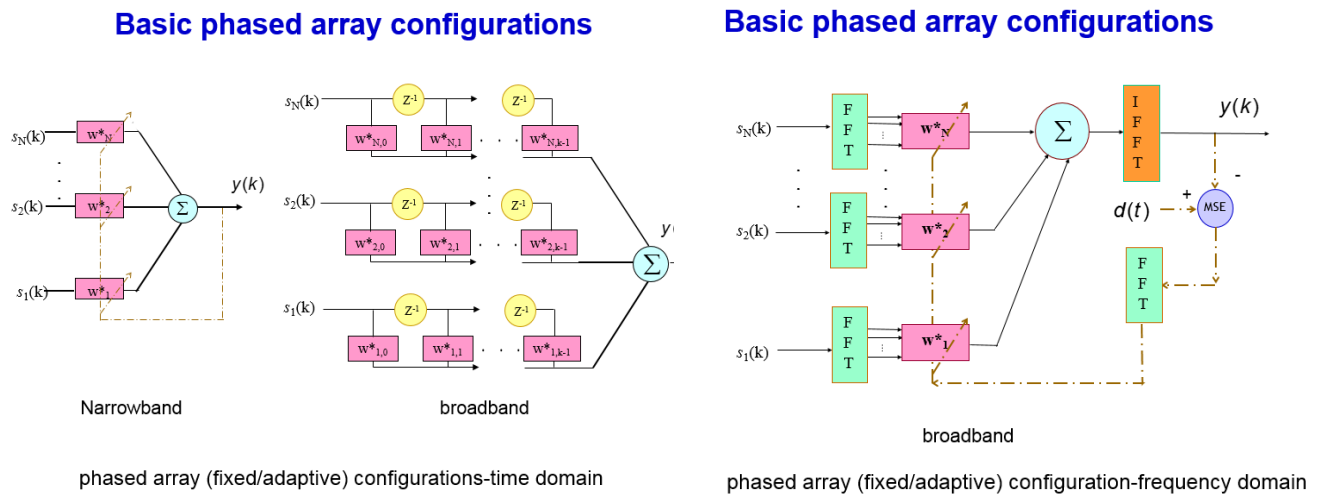 Basic phased array configurations
s_N(k)
w*_N
s_2(k)
w*_2
s_1(k)
w*_1
Σ
y(k)
Narrowband
s_N(k)
Z^-1
Z^-1
w*_N,0
w*_N,1
w*_N,k-1
s_2(k)
Z^-1
Z^-1
w*_2,0
w*_2,1
w*_2,k-1
s_1(k)
Z^-1
Z^-1
w*_1,0
w*_1,1
w*_1,k-1
Σ
broadband
phased array (fixed/adaptive) configurations-time domain
Basic phased array configurations
s_N(k)
FFT
w*_N
s_2(k)
FFT
w*_2
s_1(k)
FFT
w*_1
Σ
IFFT
y(k)
-
+
d(t)
MSE
FFT
broadband
phased array (fixed/adaptive) configuration-frequency domain